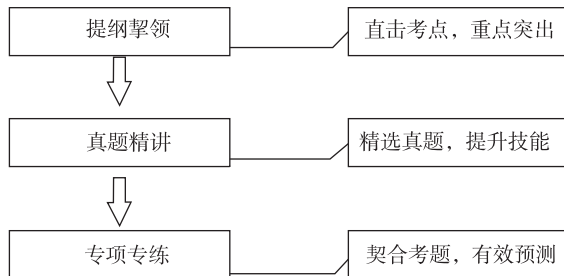 提纲挈领
直击考点，重点突出
真题精讲
精选真题，提升技能
专项专练
契合考题，有效预测